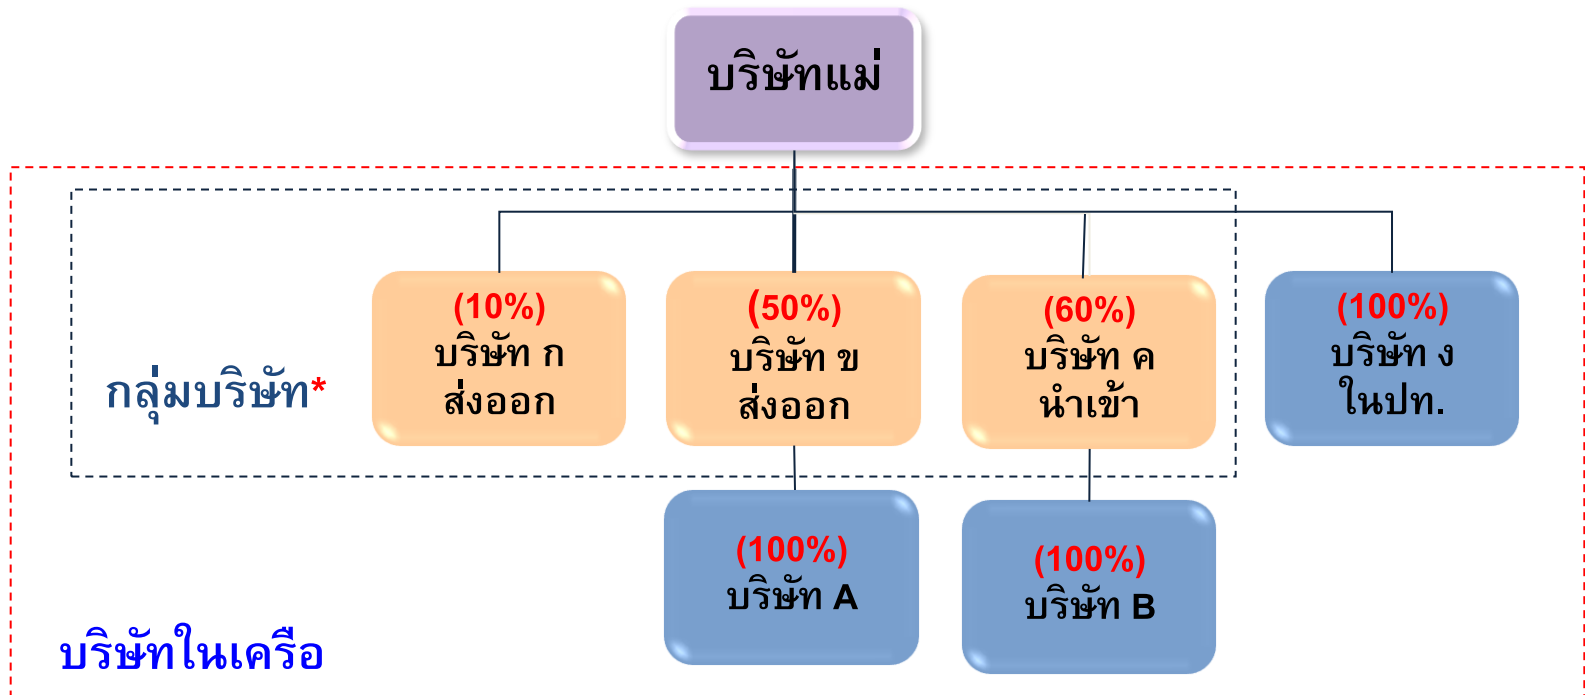 บริษัทแม่
(10%)
บริษัท ก
ส่งออก
(50%)
บริษัท ข
ส่งออก
(60%)
บริษัท ค
นำเข้า
(100%)
บริษัท ง
ในปท.
กลุ่มบริษัท*
(100%)
บริษัท A
(100%)
บริษัท B
บริษัทในเครือ